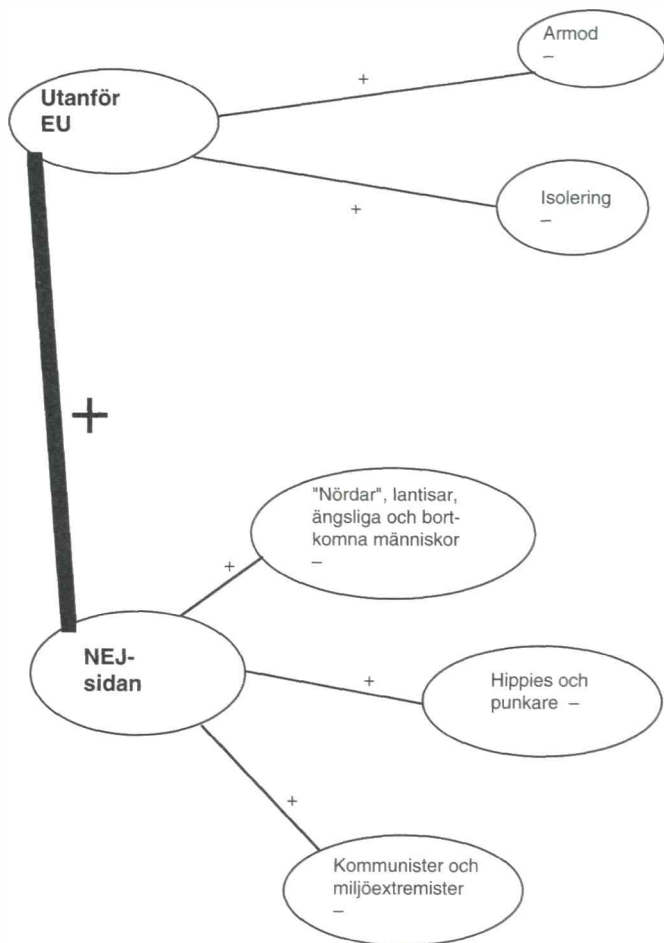 Armod
–
+
Utanför
EU
Isolering
–
+
+
"Nördar", lantisar,
ängsliga och bort-
komna människor
–
+
NEJ-
sidan
Hippies och
punkare –
+
+
Kommunister och
miljöextremister
–